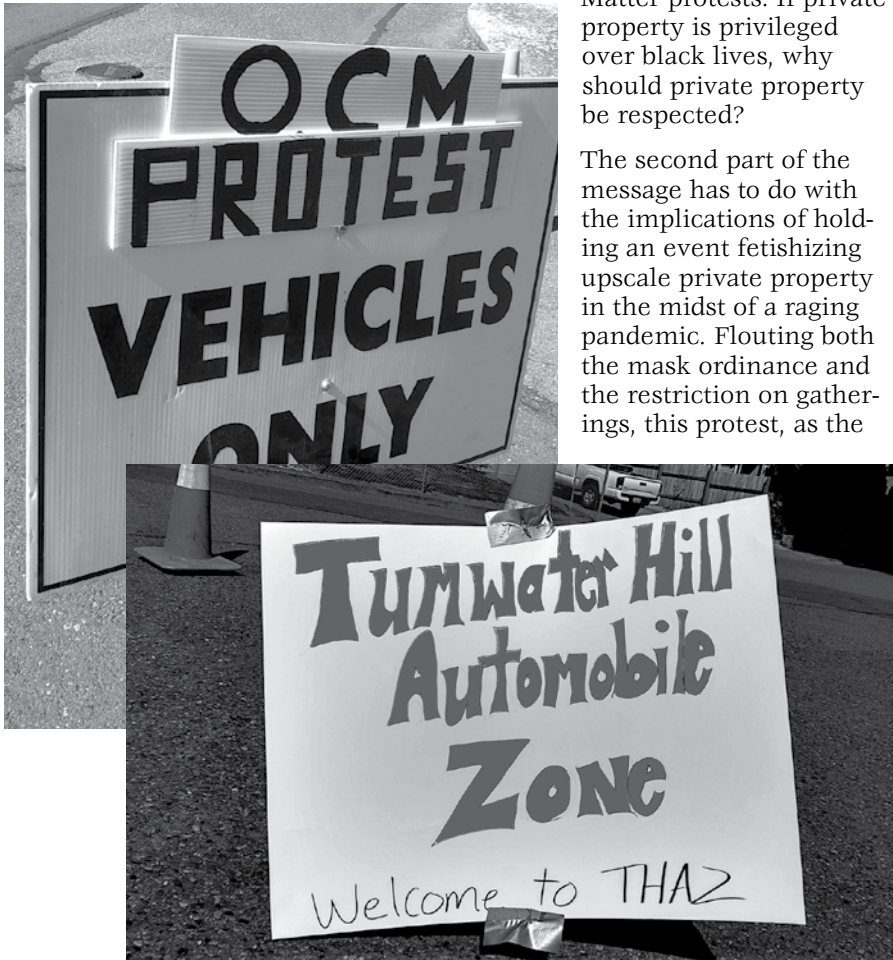 OCM
PROTEST
VEHICLES
ONLY
Matter protests. If private
property is privileged
over black lives, why
should private property
be respected?
The second part of the
message has to do with
the implications of hold-
ing an event fetishizing
upscale private property
in the midst of a raging
pandemic. Flouting both
the mask ordinance and
the restriction on gather-
ings, this protest, as the
Tumwater Hill
Automobile
Zone
Welcome to THAZ